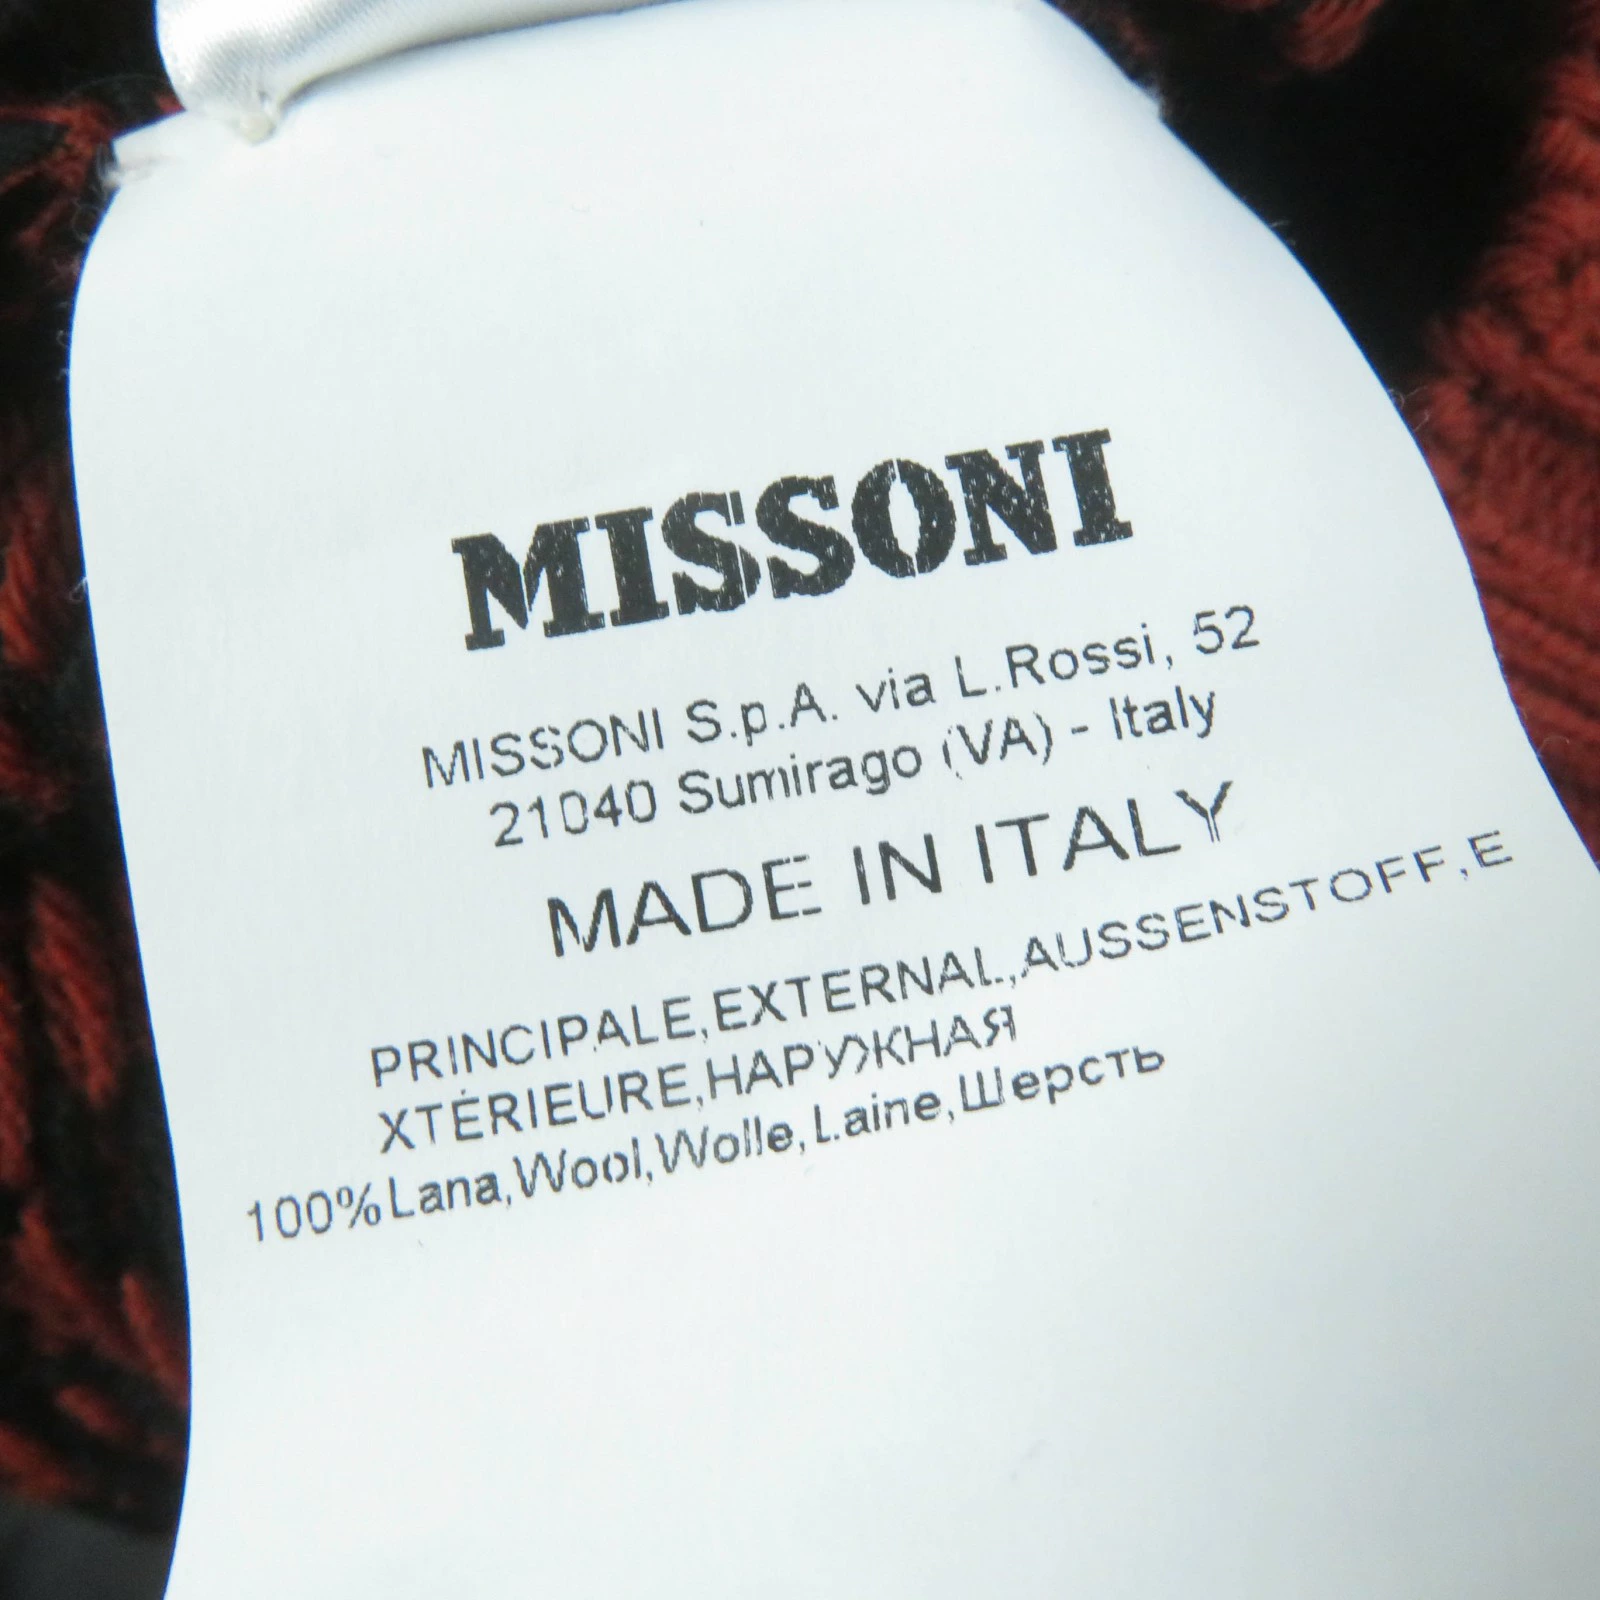 MISSONI
MISSONI S.p.A. via L.Rossi, 52
21040 Sumirago (VA) - Italy
MADE IN ITALY
PRINCIPALE,EXTERNAL,AUSSENSTOFF,E
XTÉRIEURE,НАРУЖНАЯ
100%Lana,Wool,Wolle,Laine,Шерсть